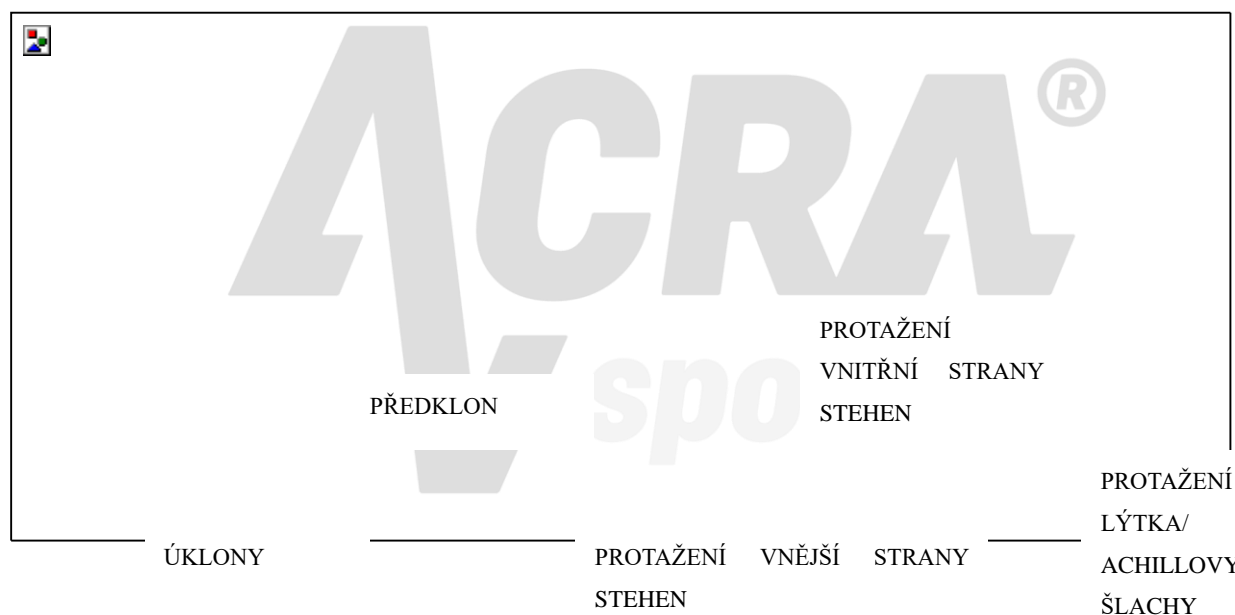 ACRA®
spo
PROTAŽENÍ
VNITŘNÍ STRANY
STEHEN
PŘEDKLON
PROTAŽENÍ
LÝTKA/
ACHILLOVY
ŠLACHY
ÚKLONY
PROTAŽENÍ VNĚJŠÍ STRANY
STEHEN